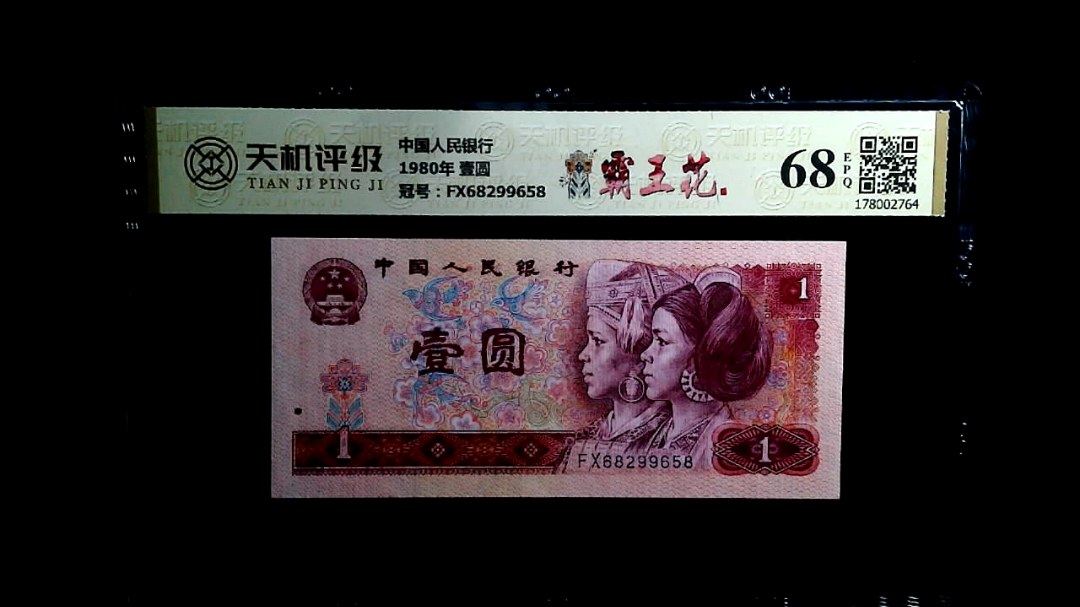 天机评级
TIAN JI PING JI
中国人民银行
1980年 壹圆
冠号：FX68299658
霸王花
68
EPQ
178002764
中国人民银行
1
壹圆
1
FX68299658
1